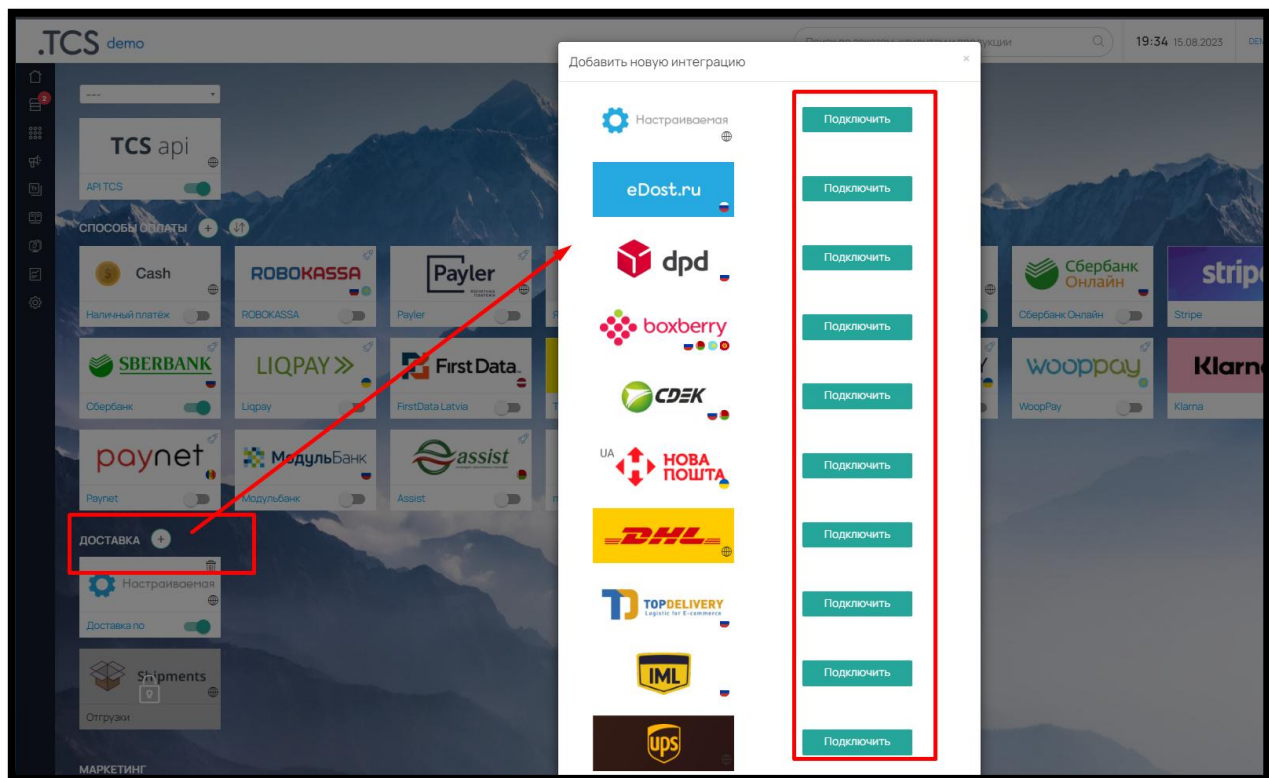 .TCS demo
19:34 15.08.2023
Добавить новую интеграцию
×
---
2
TCS api
API TCS
СПОСОБЫ ОПЛАТЫ +
Cash
Наличный платёж
ROBOKASSA
ROBOKASSA
Payler
Payler
Сбербанк
Онлайн
Сбербанк Онлайн
stripe
Stripe
SBERBANK
Сбербанк
LIQPAY
Liqpay
First Data
FirstData Latvia
wooppay
WoopPay
Klarn
Klarna
paynet
Paynet
МодульБанк
Модульбанк
assist
Assist
ДОСТАВКА +
Настраиваемая
Доставка по
Shipments
Отгрузки
МАРКЕТИНГ
Настраиваемая
Подключить
eDost.ru
Подключить
dpd
Подключить
boxberry
Подключить
CDEK
Подключить
UA
НОВА
ПОШТА
Подключить
DHL
Подключить
TOPDELIVERY
Logistic for E-commerce
Подключить
IML
Подключить
ups
Подключить